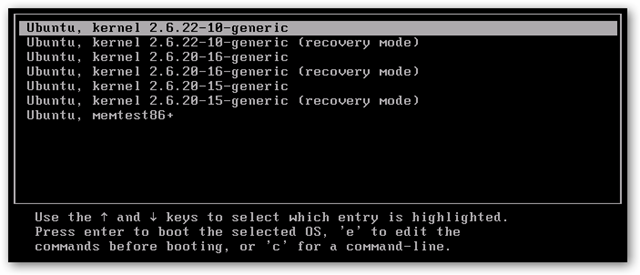 Ubuntu, kernel 2.6.22-10-generic
Ubuntu, kernel 2.6.22-10-generic (recovery mode)
Ubuntu, kernel 2.6.20-16-generic
Ubuntu, kernel 2.6.20-16-generic (recovery mode)
Ubuntu, kernel 2.6.20-15-generic
Ubuntu, kernel 2.6.20-15-generic (recovery mode)
Ubuntu, memtest86+
Use the ↑ and ↓ keys to select which entry is highlighted.
Press enter to boot the selected OS, 'e' to edit the
commands before booting, or 'c' for a command-line.